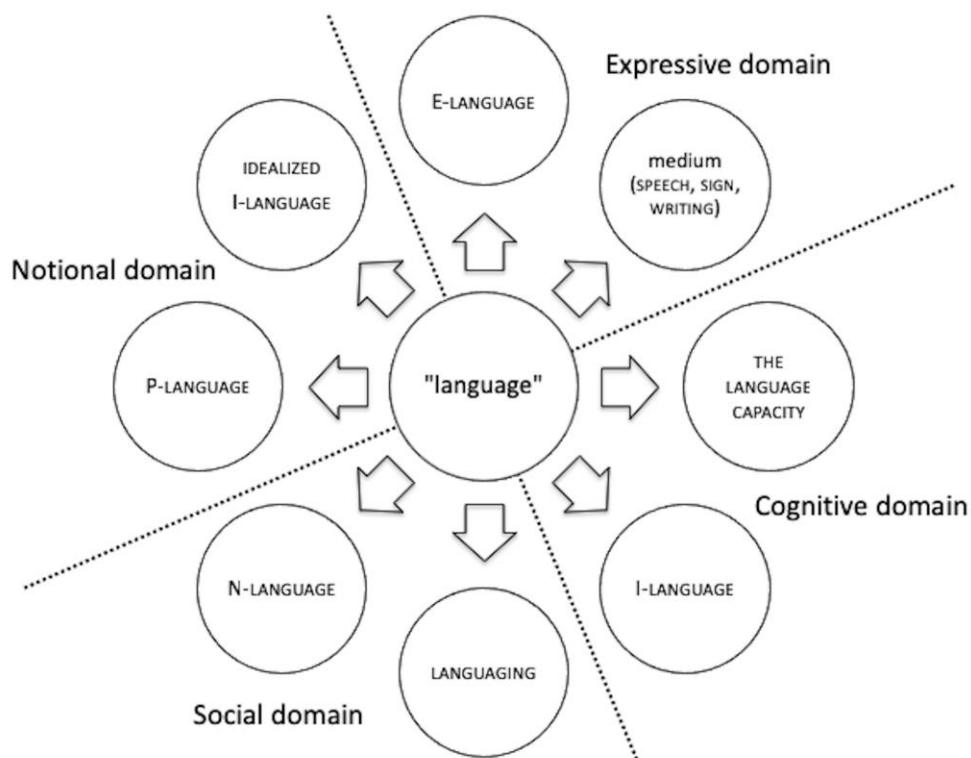 E-LANGUAGE
Expressive domain
medium
(SPEECH, SIGN,
WRITING)
IDEALIZED
I-LANGUAGE
Notional domain
P-LANGUAGE
"language"
THE
LANGUAGE
CAPACITY
Cognitive domain
N-LANGUAGE
I-LANGUAGE
LANGUAGING
Social domain